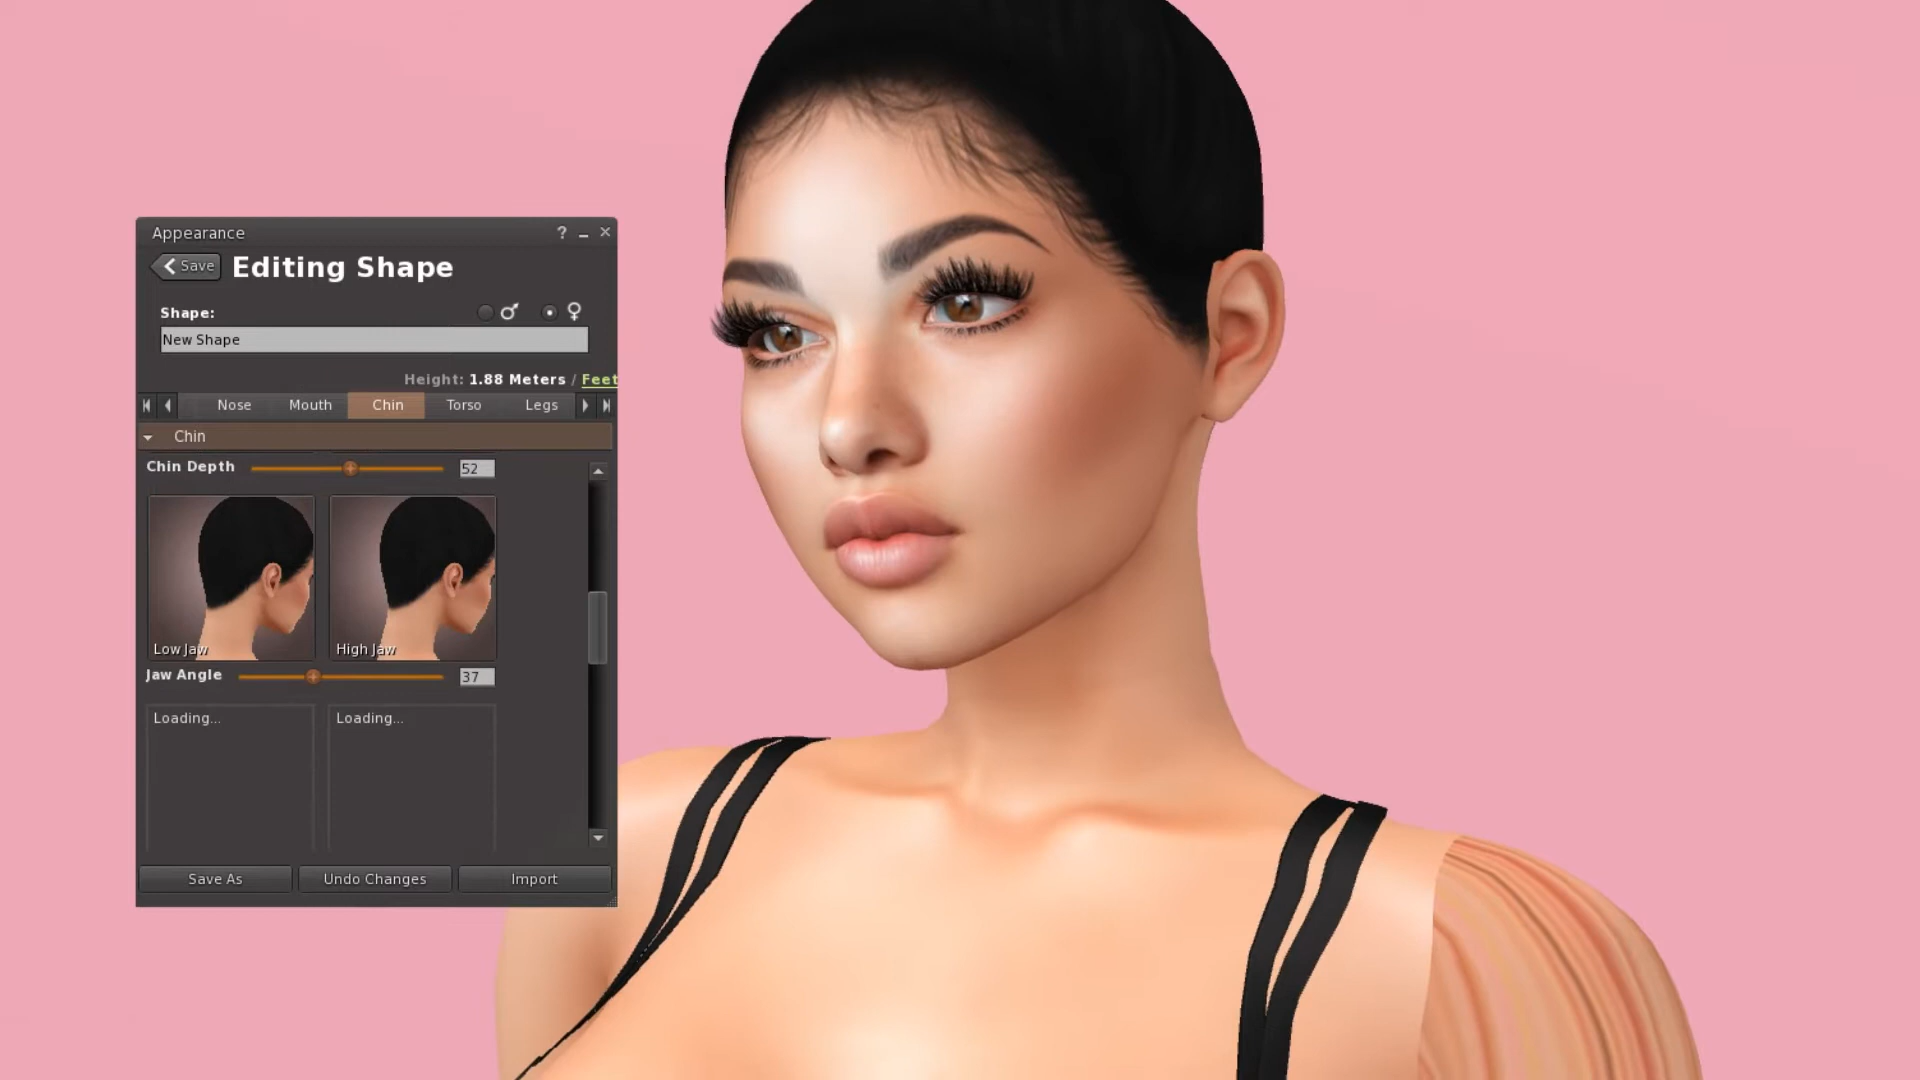 Appearance ?
Save Editing Shape
Shape:
New Shape
Height: 1.88 Meters / Feet
Nose Mouth Chin Torso Legs
Chin
Chin Depth 52
Low Jaw High Jaw
Jaw Angle 37
Loading... Loading...
Save As Undo Changes Import